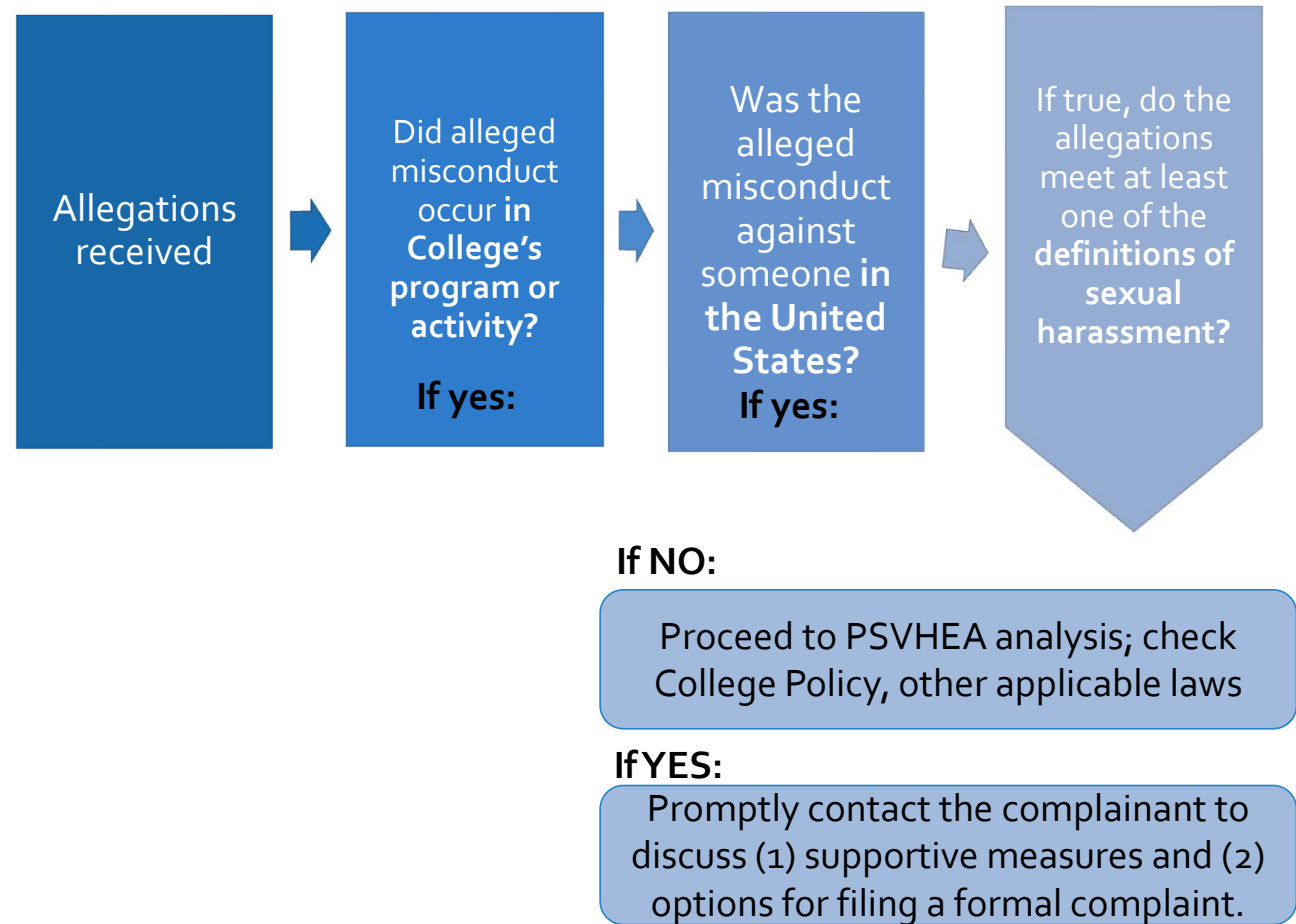 Allegations
received
Did alleged
misconduct
occur in
College’s
program or
activity?
If yes:
Was the
alleged
misconduct
against
someone in
the United
States?
If yes:
If true, do the
allegations
meet at least
one of the
definitions of
sexual
harassment?
If NO:
Proceed to PSVHEA analysis; check
College Policy, other applicable laws
If YES:
Promptly contact the complainant to
discuss (1) supportive measures and (2)
options for filing a formal complaint.